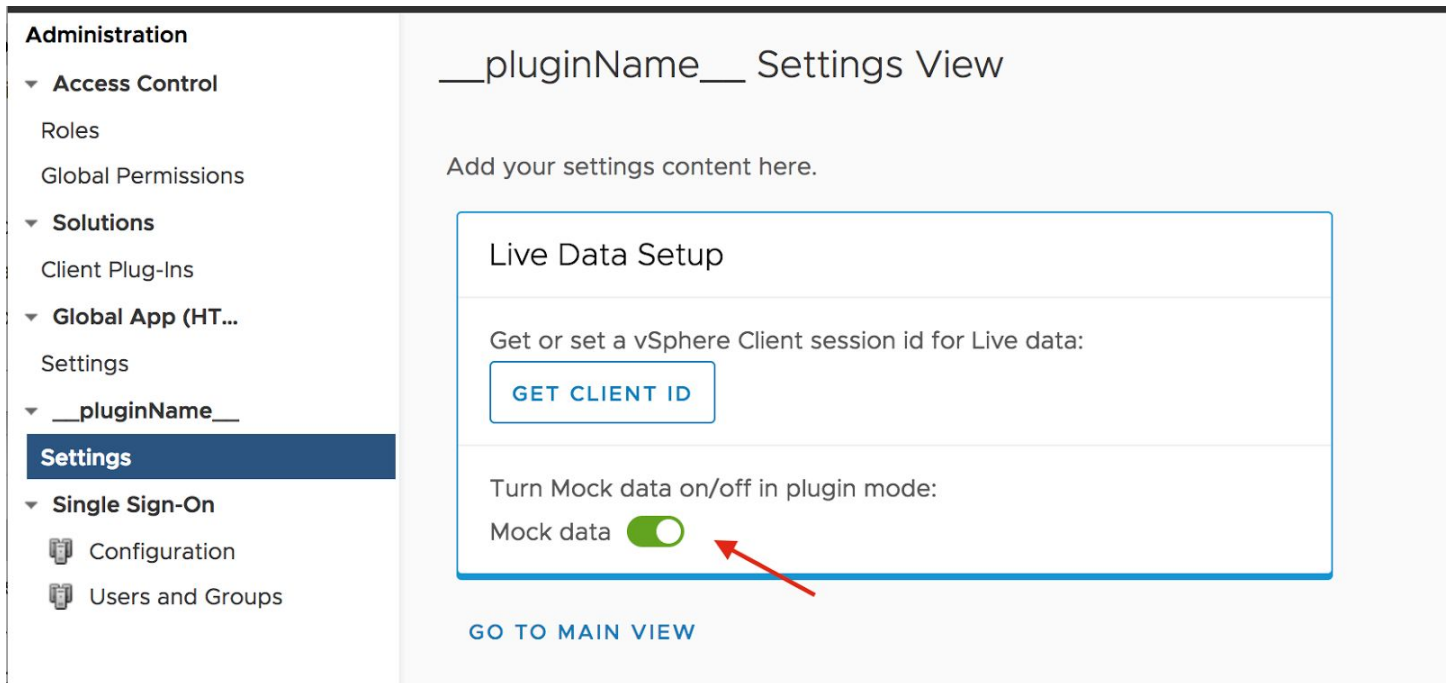 Administration
Access Control
Roles
Global Permissions
Solutions
Client Plug-Ins
Global App (HT...
Settings
__pluginName__
Settings
Single Sign-On
Configuration
Users and Groups
__pluginName__ Settings View
Add your settings content here.
Live Data Setup
Get or set a vSphere Client session id for Live data:
GET CLIENT ID
Turn Mock data on/off in plugin mode:
Mock data
GO TO MAIN VIEW